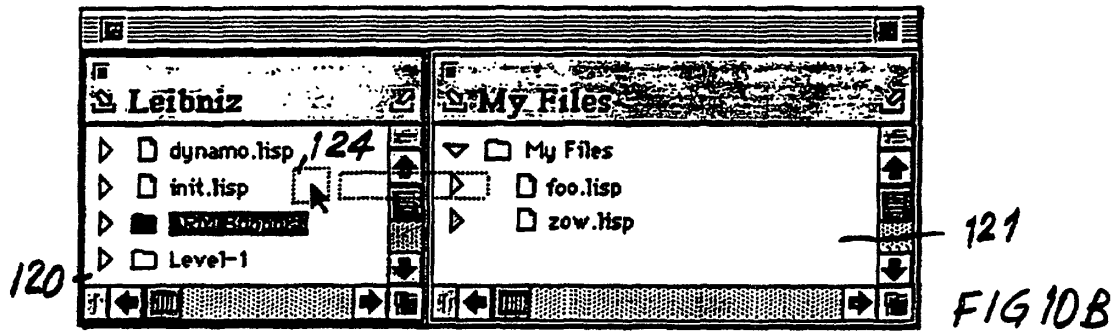 Leibniz
dynamo.lisp
124
init.lisp
Level-1
120
My Files
My Files
foo.lisp
zow.lisp
121
FIG 10B